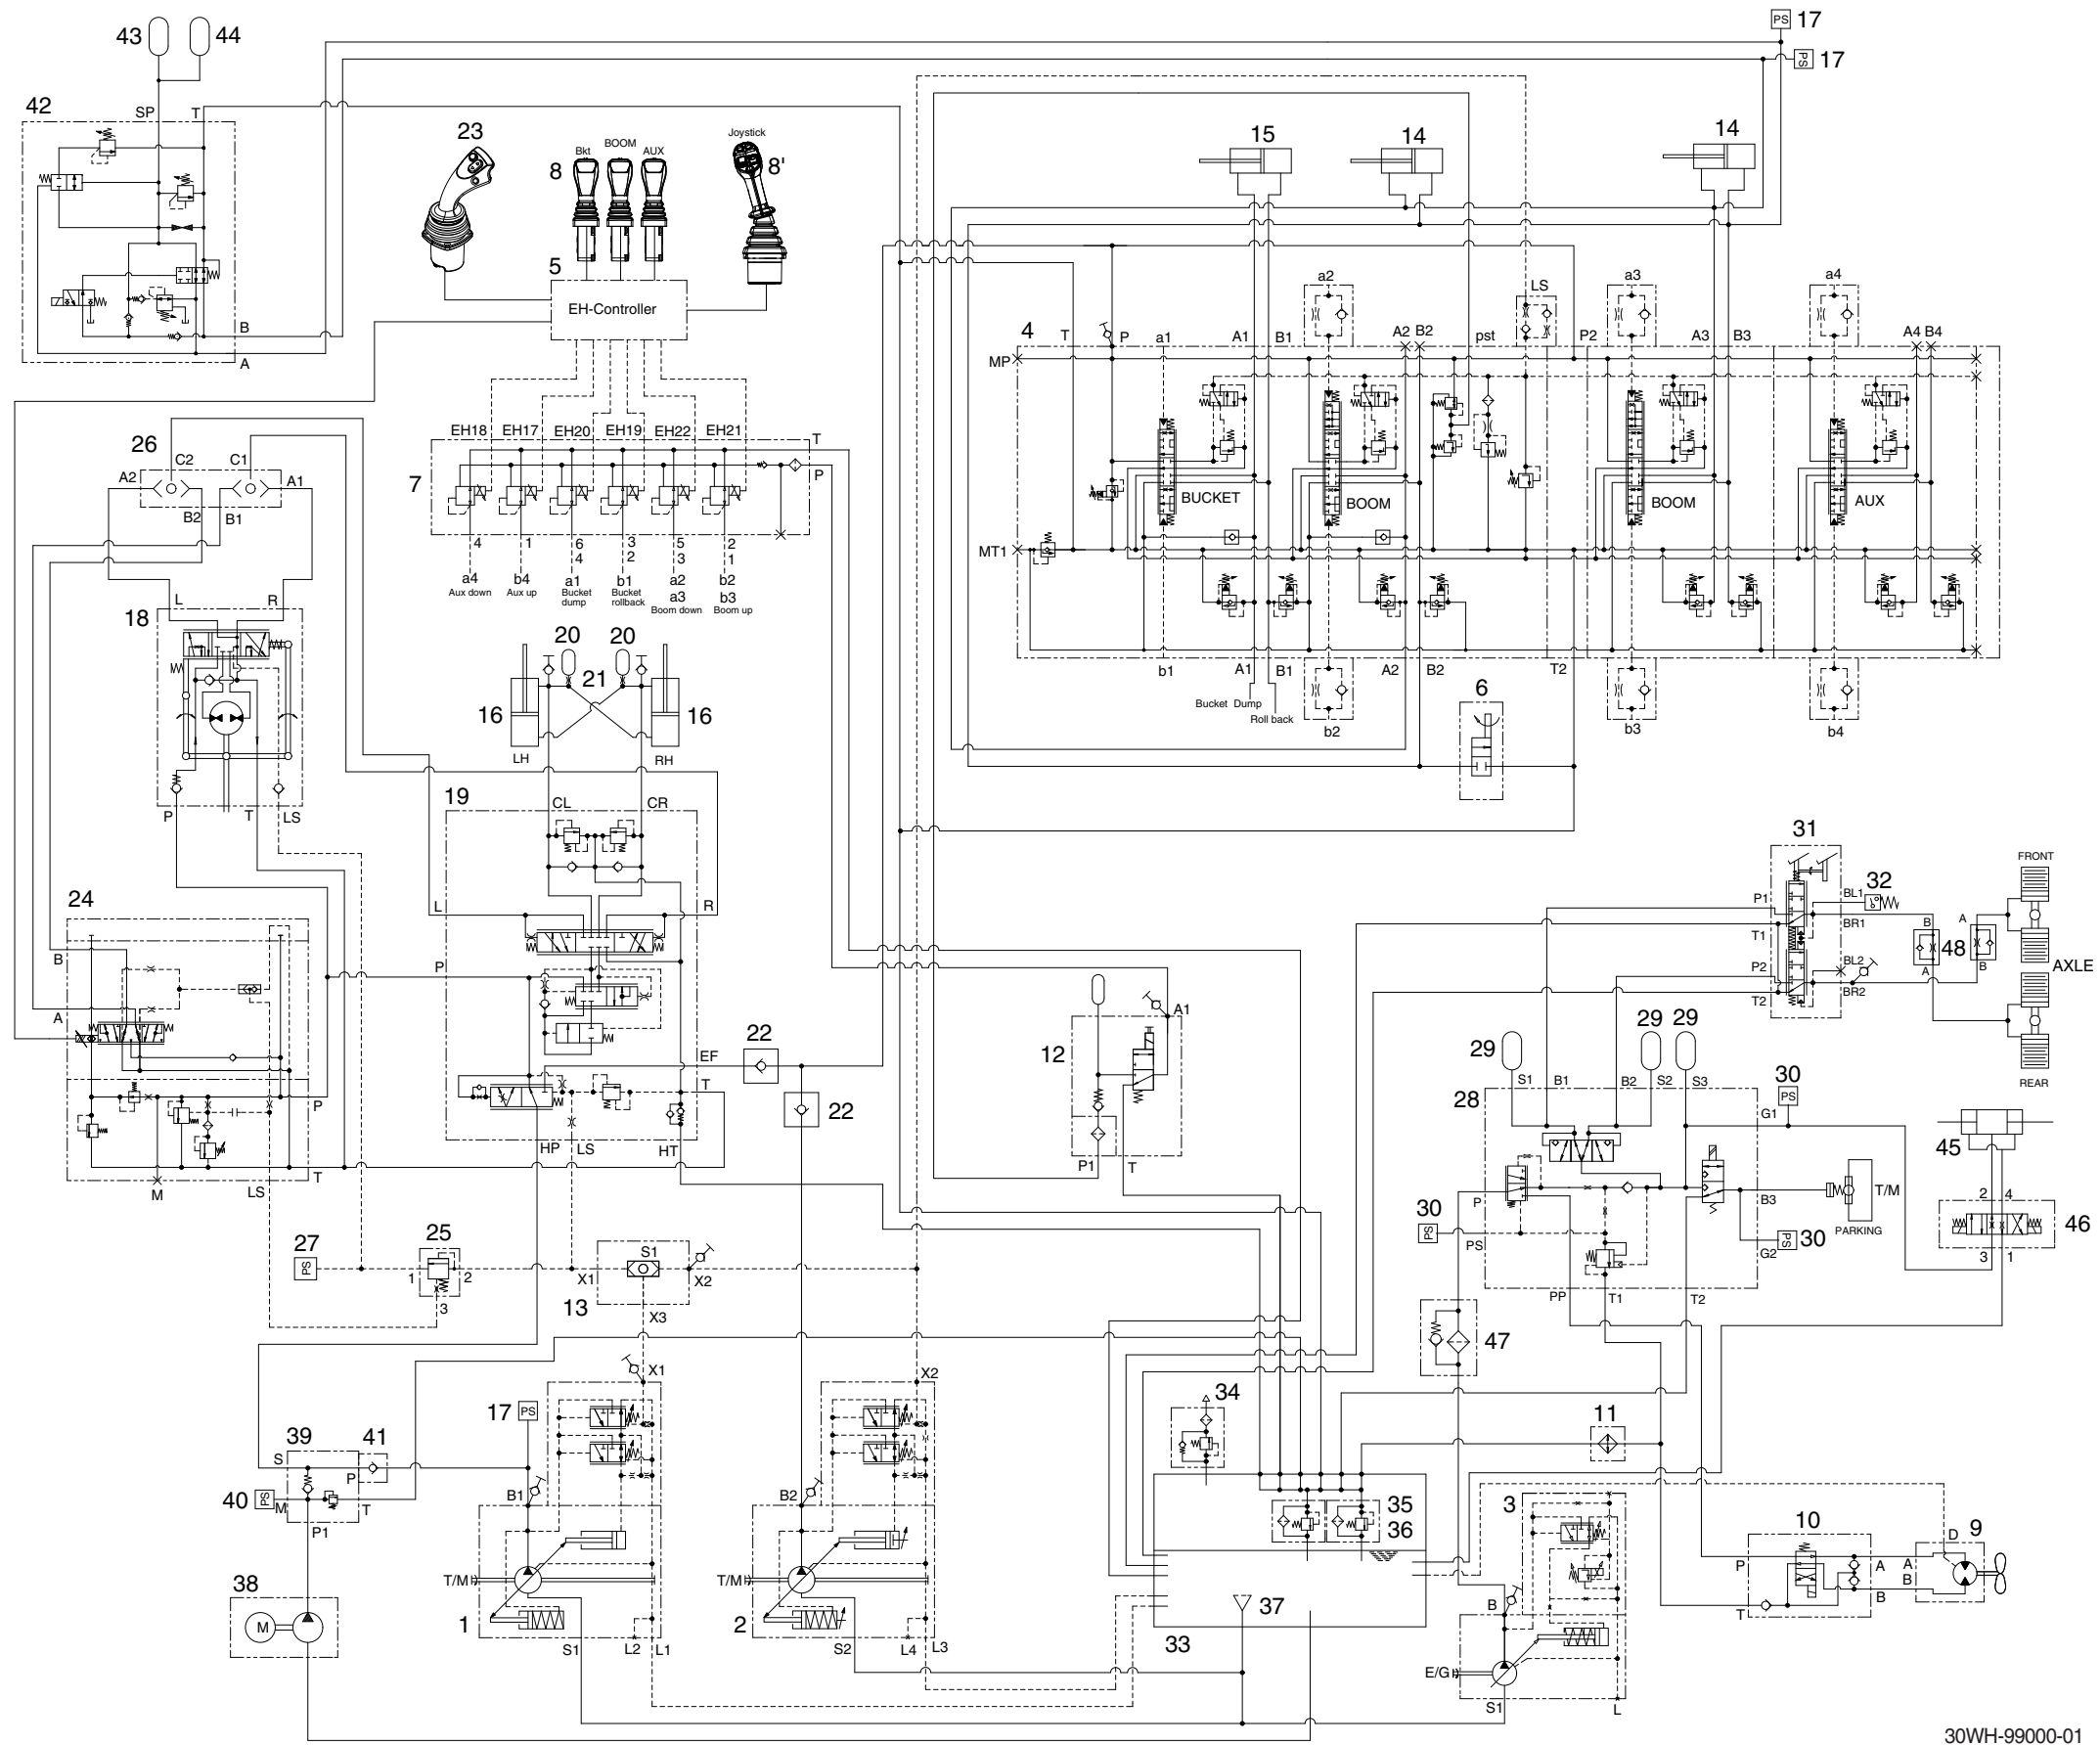 43 44 17
PS
PS 17
42
SP T
23
8 Bkt BOOM AUX
Joystick
8'
15 14 14
5
EH-Controller
B
A
a2 a3 a4
LS
4 T P a1 A1 B1 A2 B2 pst P2 A3 B3 A4 B4
MP
26
C2 C1
A2 A1
B2 B1
EH18 EH17 EH20 EH19 EH22 EH21 T
P
7
BUCKET BOOM BOOM AUX
MT1
4 1 6 3 5 2
4 2 3 1
a4 b4 a1 b1 a2 b2
Aux down Aux up Bucket dump Bucket rollback a3 b3
Boom down Boom up
L R
18
20 20
21
16 16
LH RH
b1 A1 B1 A2 B2 T2
Bucket Dump
Roll back
b2 b3 b4
6
P T LS
19
CL CR
31
FRONT
P1 BL1 32
BR1
T1
A
B
48
P2 BL2
A B
AXLE
T2 BR2
REAR
24
B
A
L R
P
22
EF
T
22
12
A1
P1 T
29 29 29
S1 B1 B2 S2 S3
28
30
PS
G1
45
P
T
M LS
HP LS HT
P
B3
T/M
PARKING
30
PS
PS
PS 30
G2
2 4
46
3 1
PP T1 T2
27
PS
25
1 2
3
S1
X1 X2
13
X3
47
X1 X2
17 PS
34
11
39 41
S
P
40 PS M T
P1
B1 B2
35
36
3
10 9
D
P A A
B
B
T
38
M
T/M T/M
1 2
S1 L2 L1
S2 L4 L3
37
33
B
E/G
S1 L
30WH-99000-01